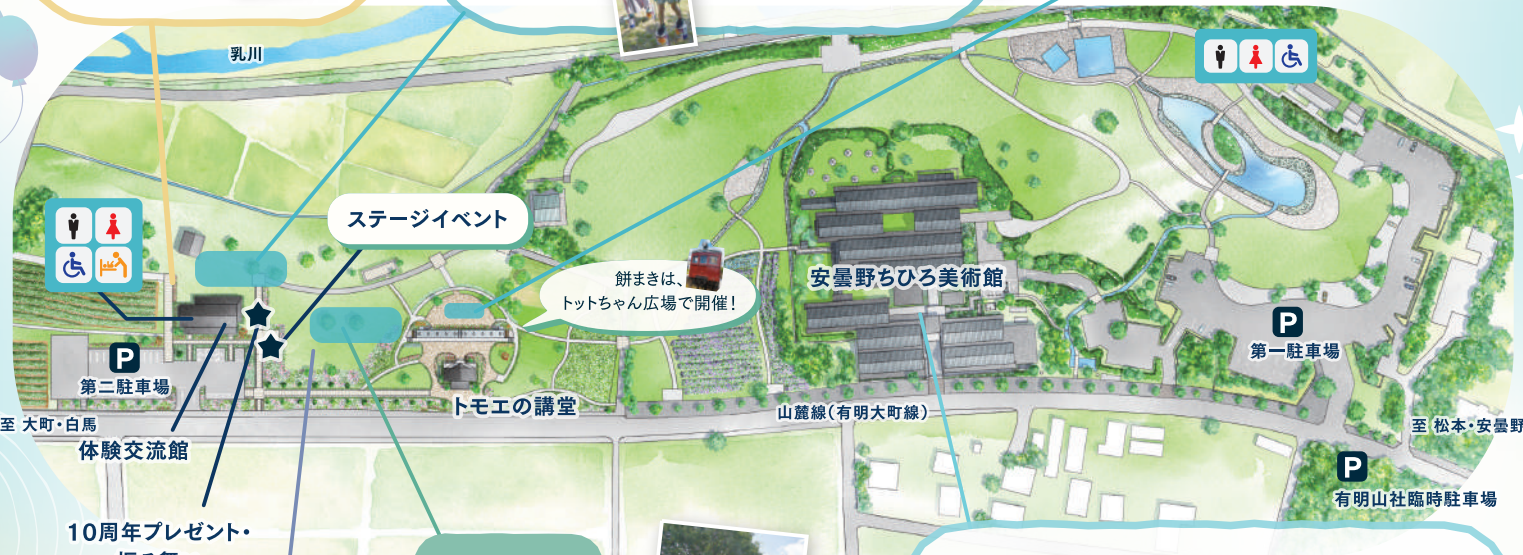 乳川
ステージイベント
餅まきは、
トットちゃん広場で開催！
安曇野ちひろ美術館
P
第一駐車場
P
第二駐車場
トモエの講堂
山麓線（有明大町線）
至 大町・白馬
至 松本・安曇野
体験交流館
P
有明山社臨時駐車場
10周年プレゼント・